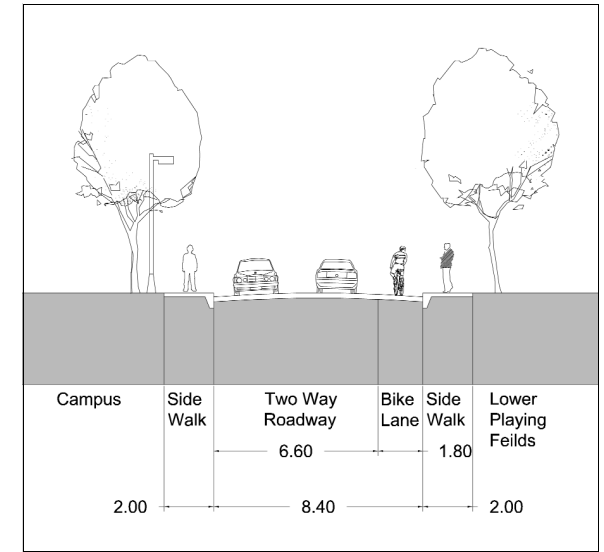 Campus
Side
Walk
Two Way
Roadway
Bike
Lane
Side
Walk
Lower
Playing
Feilds
6.60
1.80
2.00
8.40
2.00